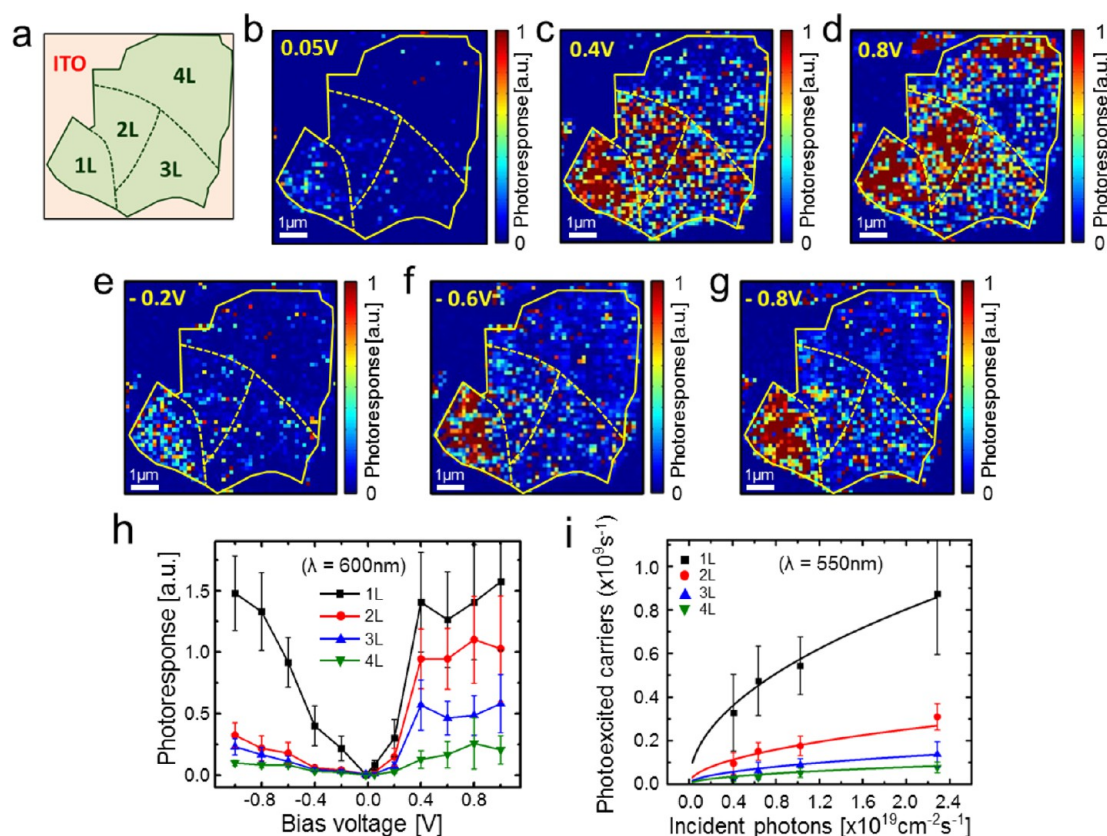 a
ITO
4L
2L
1L
3L
b
0.05V
1µm
1
0
Photoresponse[a.u.]
c
0.4V
1µm
1
0
Photoresponse[a.u.]
d
0.8V
1µm
1
0
Photoresponse[a.u.]
e
- 0.2V
1µm
1
0
Photoresponse[a.u.]
f
- 0.6V
1µm
1
0
Photoresponse[a.u.]
g
- 0.8V
1µm
1
0
Photoresponse[a.u.]
h
(λ = 600nm)
1L
2L
3L
4L
Photoresponse [a.u.]
1.5
1.0
0.5
0.0
-0.8 -0.4 0.0 0.4 0.8
Bias voltage [V]
i
(λ = 550nm)
1L
2L
3L
4L
Photoexcited carriers (x10⁹s⁻¹)
1.0
0.8
0.6
0.4
0.2
0.0
0.0 0.4 0.8 1.2 1.6 2.0 2.4
Incident photons [x10¹⁹cm⁻²s⁻¹]